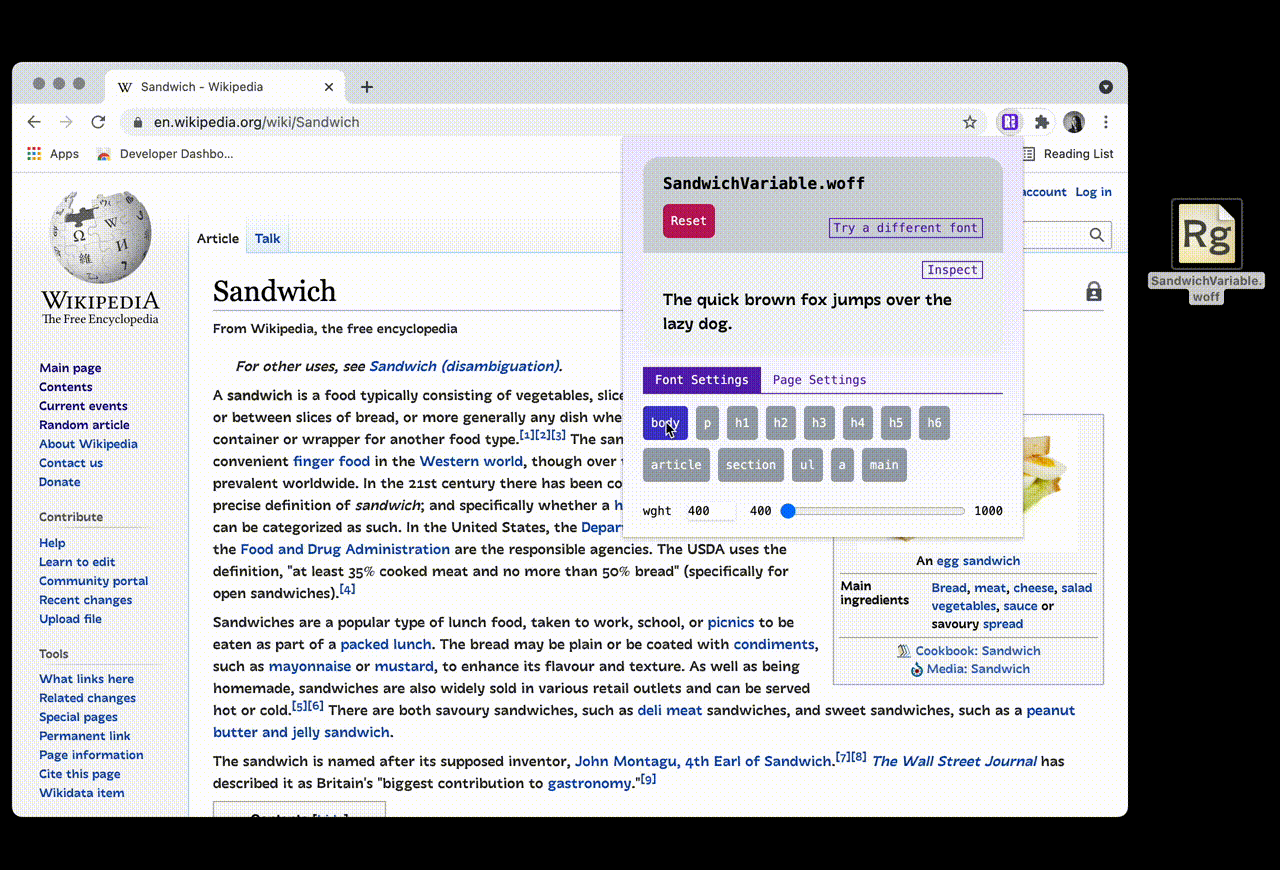 Sandwich - Wikipedia
en.wikipedia.org/wiki/Sandwich
Apps
Developer Dashbo...
Reading List
account Log in
WIKIPEDIA
The Free Encyclopedia
Main page
Contents
Current events
Random article
About Wikipedia
Contact us
Donate
Contribute
Help
Learn to edit
Community portal
Recent changes
Upload file
Tools
What links here
Related changes
Special pages
Permanent link
Page information
Cite this page
Wikidata item
Article Talk
Sandwich
From Wikipedia, the free encyclopedia
For other uses, see Sandwich (disambiguation).
A sandwich is a food typically consisting of vegetables,
or between slices of bread, or more generally any dish
container or wrapper for another food type.[1][2][3] The
convenient finger food in the Western world, though over
prevalent worldwide. In the 21st century there has been
precise definition of sandwich; and specifically whether a
can be categorized as such. In the United States, the
the Food and Drug Administration are the responsible agencies. The USDA uses the
definition, "at least 35% cooked meat and no more than 50% bread" (specifically for
open sandwiches).[4]
Sandwiches are a popular type of lunch food, taken to work, school, or picnics to be
eaten as part of a packed lunch. The bread may be plain or be coated with condiments,
such as mayonnaise or mustard, to enhance its flavour and texture. As well as being
homemade, sandwiches are also widely sold in various retail outlets and can be served
hot or cold.[5][6] There are both savoury sandwiches, such as deli meat sandwiches, and sweet sandwiches, such as a peanut
butter and jelly sandwich.
The sandwich is named after its supposed inventor, John Montagu, 4th Earl of Sandwich.[7][8] The Wall Street Journal has
described it as Britain's "biggest contribution to gastronomy."[9]
SandwichVariable.woff
Reset
Try a different font
Inspect
The quick brown fox jumps over the
lazy dog.
Font Settings Page Settings
body p h1 h2 h3 h4 h5 h6
article section ul a main
wght 400 400 1000
An egg sandwich
Main
ingredients
Bread, meat, cheese, salad
vegetables, sauce or
savoury spread
Cookbook: Sandwich
Media: Sandwich
Rg
SandwichVariable.
woff